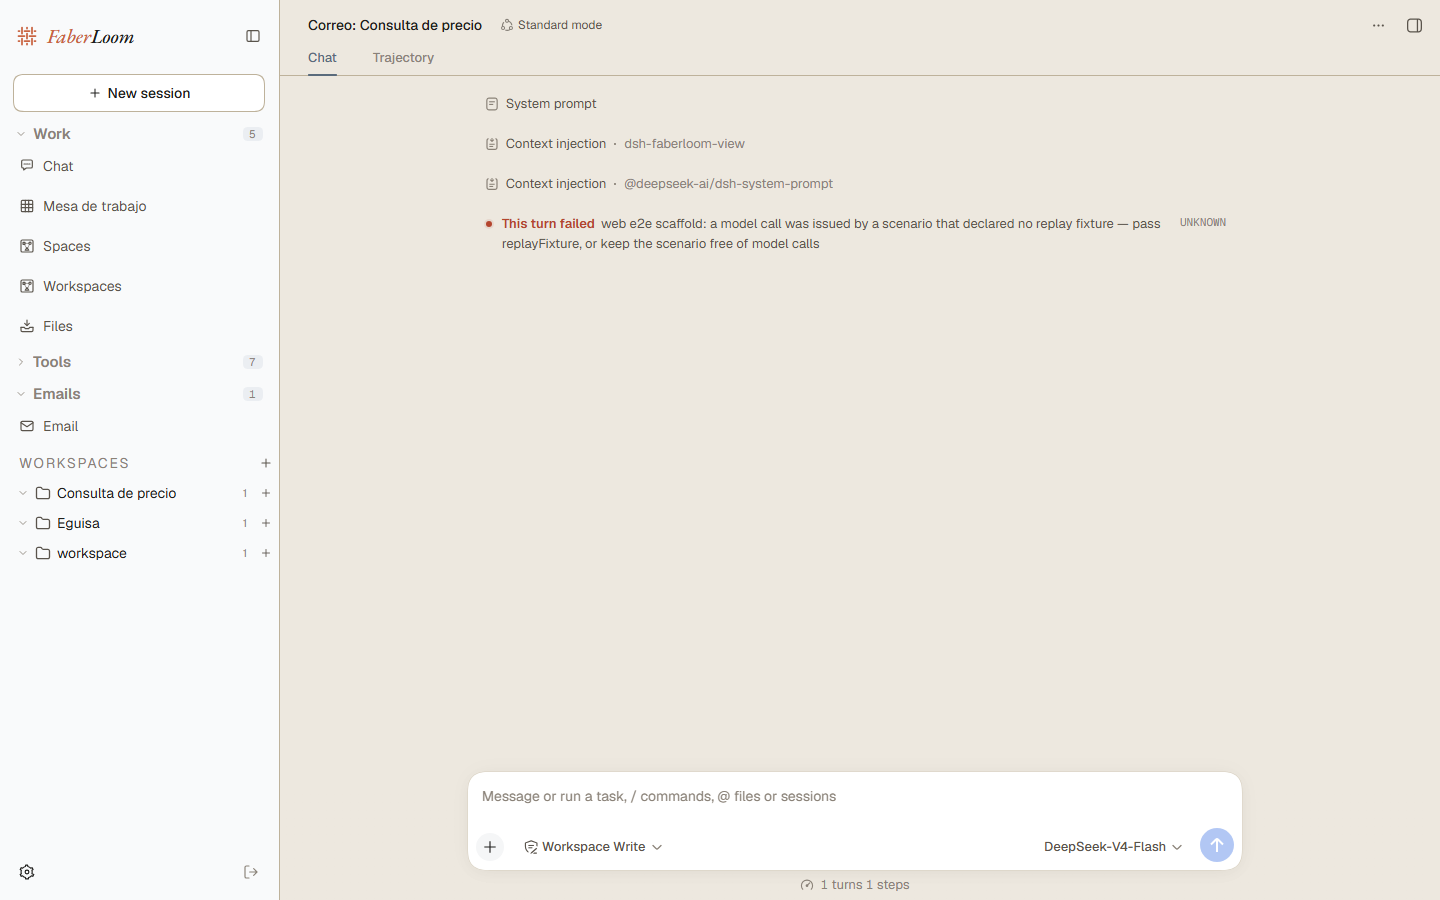 FaberLoom
New session
Work 5
Chat
Mesa de trabajo
Spaces
Workspaces
Files
Tools 7
Emails 1
Email
WORKSPACES
Consulta de precio 1
Eguisa 1
workspace 1
Correo: Consulta de precio Standard mode
Chat Trajectory
System prompt
Context injection · dsh-faberloom-view
Context injection · @deepseek-ai/dsh-system-prompt
This turn failed web e2e scaffold: a model call was issued by a scenario that declared no replay fixture — pass UNKNOWN
replayFixture, or keep the scenario free of model calls
Message or run a task, / commands, @ files or sessions
Workspace Write DeepSeek-V4-Flash
1 turns 1 steps